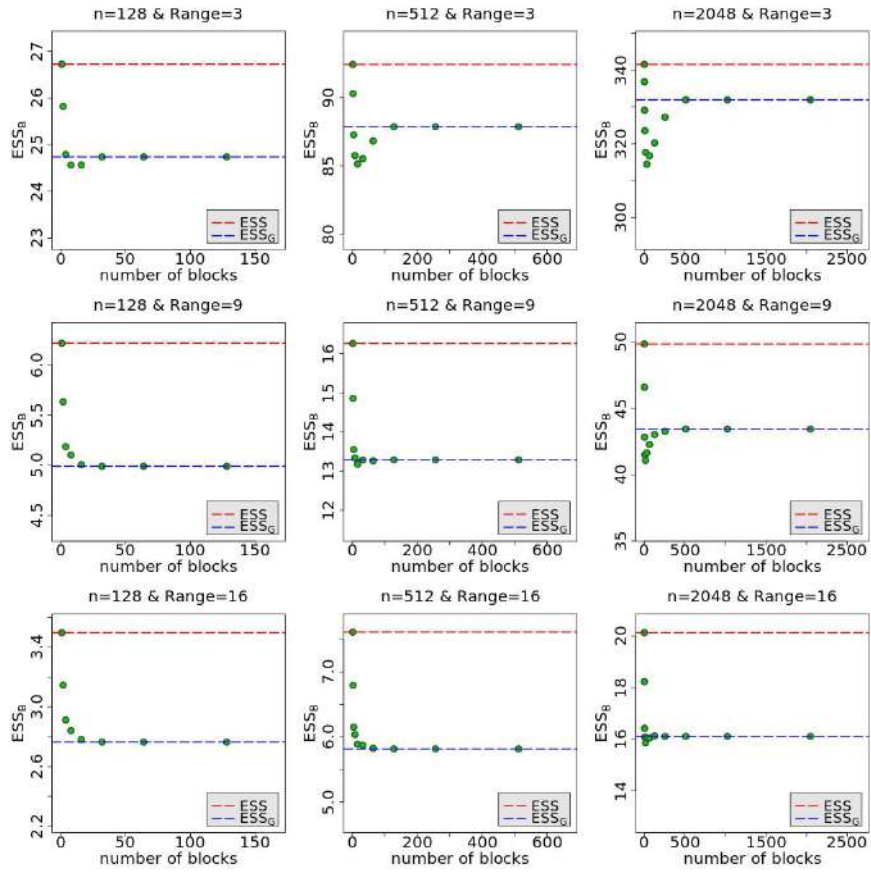 n=128 & Range=3
n=512 & Range=3
n=2048 & Range=3
ESS_B
27
26
25
24
23
ESS
ESS_G
0 50 100 150
number of blocks
ESS_B
90
85
80
ESS
ESS_G
0 200 400 600
number of blocks
ESS_B
340
320
300
ESS
ESS_G
0 500 1500 2500
number of blocks
n=128 & Range=9
n=512 & Range=9
n=2048 & Range=9
ESS_B
6.0
5.5
5.0
4.5
ESS
ESS_G
0 50 100 150
number of blocks
ESS_B
16
15
14
13
12
ESS
ESS_G
0 200 400 600
number of blocks
ESS_B
50
45
40
35
ESS
ESS_G
0 500 1500 2500
number of blocks
n=128 & Range=16
n=512 & Range=16
n=2048 & Range=16
ESS_B
3.4
3.0
2.6
2.2
ESS
ESS_G
0 50 100 150
number of blocks
ESS_B
7.0
6.0
5.0
ESS
ESS_G
0 200 400 600
number of blocks
ESS_B
20
18
16
14
ESS
ESS_G
0 500 1500 2500
number of blocks